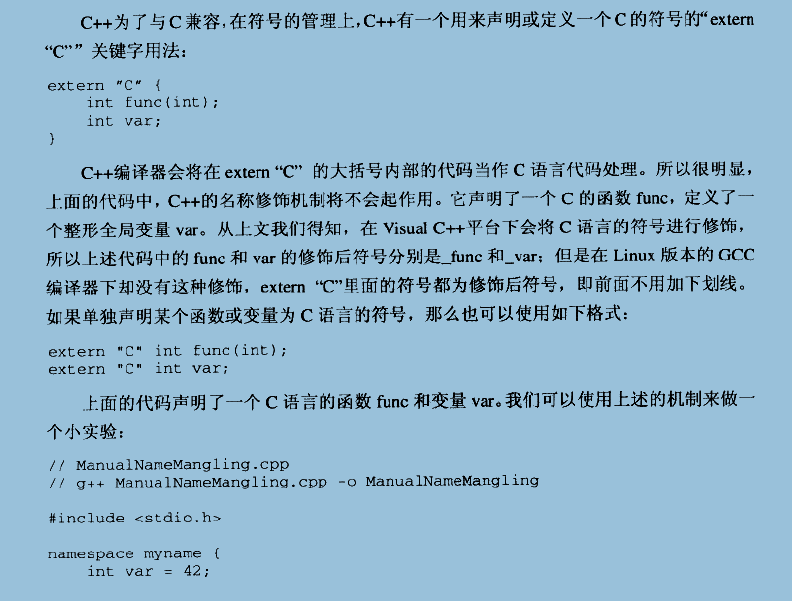 C++为了与C兼容,在符号的管理上,C++有一个用来声明或定义一个C的符号的“extern
“C””关键字用法：
extern "C" {
    int func(int);
    int var;
}
C++编译器会将在 extern “C” 的大括号内部的代码当作 C 语言代码处理。所以很明显，
上面的代码中，C++的名称修饰机制将不会起作用。它声明了一个 C 的函数 func，定义了一
个整形全局变量 var。从上文我们得知，在 Visual C++平台下会将 C 语言的符号进行修饰，
所以上述代码中的 func 和 var 的修饰后符号分别是_func 和_var；但是在 Linux 版本的 GCC
编译器下却没有这种修饰，extern “C”里面的符号都为修饰后符号，即前面不用加下划线。
如果单独声明某个函数或变量为 C 语言的符号，那么也可以使用如下格式：
extern "C" int func(int);
extern "C" int var;
上面的代码声明了一个 C 语言的函数 func 和变量 var。我们可以使用上述的机制来做一
个小实验：
// ManualNameMangling.cpp
// g++ ManualNameMangling.cpp -o ManualNameMangling
#include <stdio.h>
namespace myname {
    int var = 42;